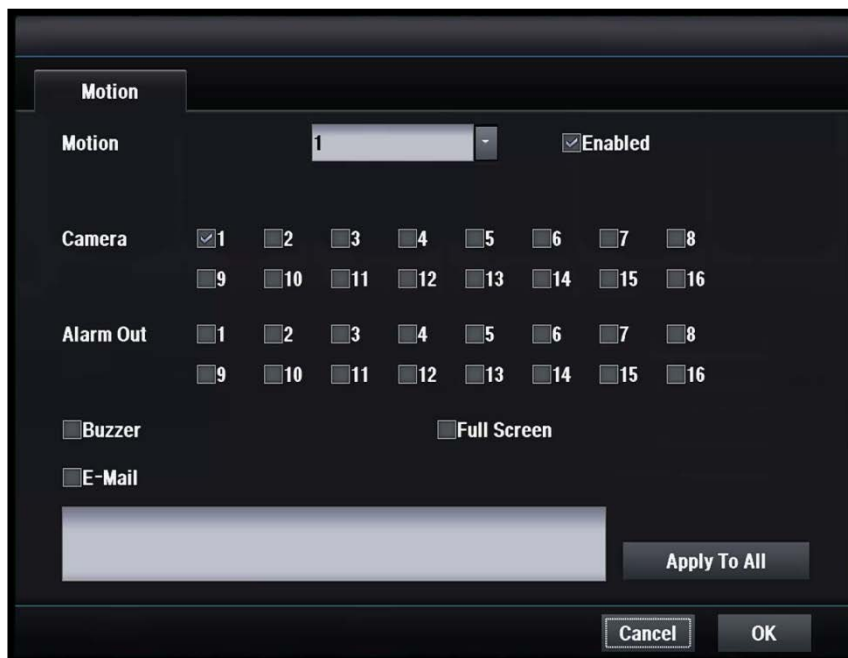 Motion
Motion 1 Enabled
Camera 1 2 3 4 5 6 7 8
9 10 11 12 13 14 15 16
Alarm Out 1 2 3 4 5 6 7 8
9 10 11 12 13 14 15 16
Buzzer Full Screen
E-Mail
Apply To All
Cancel OK